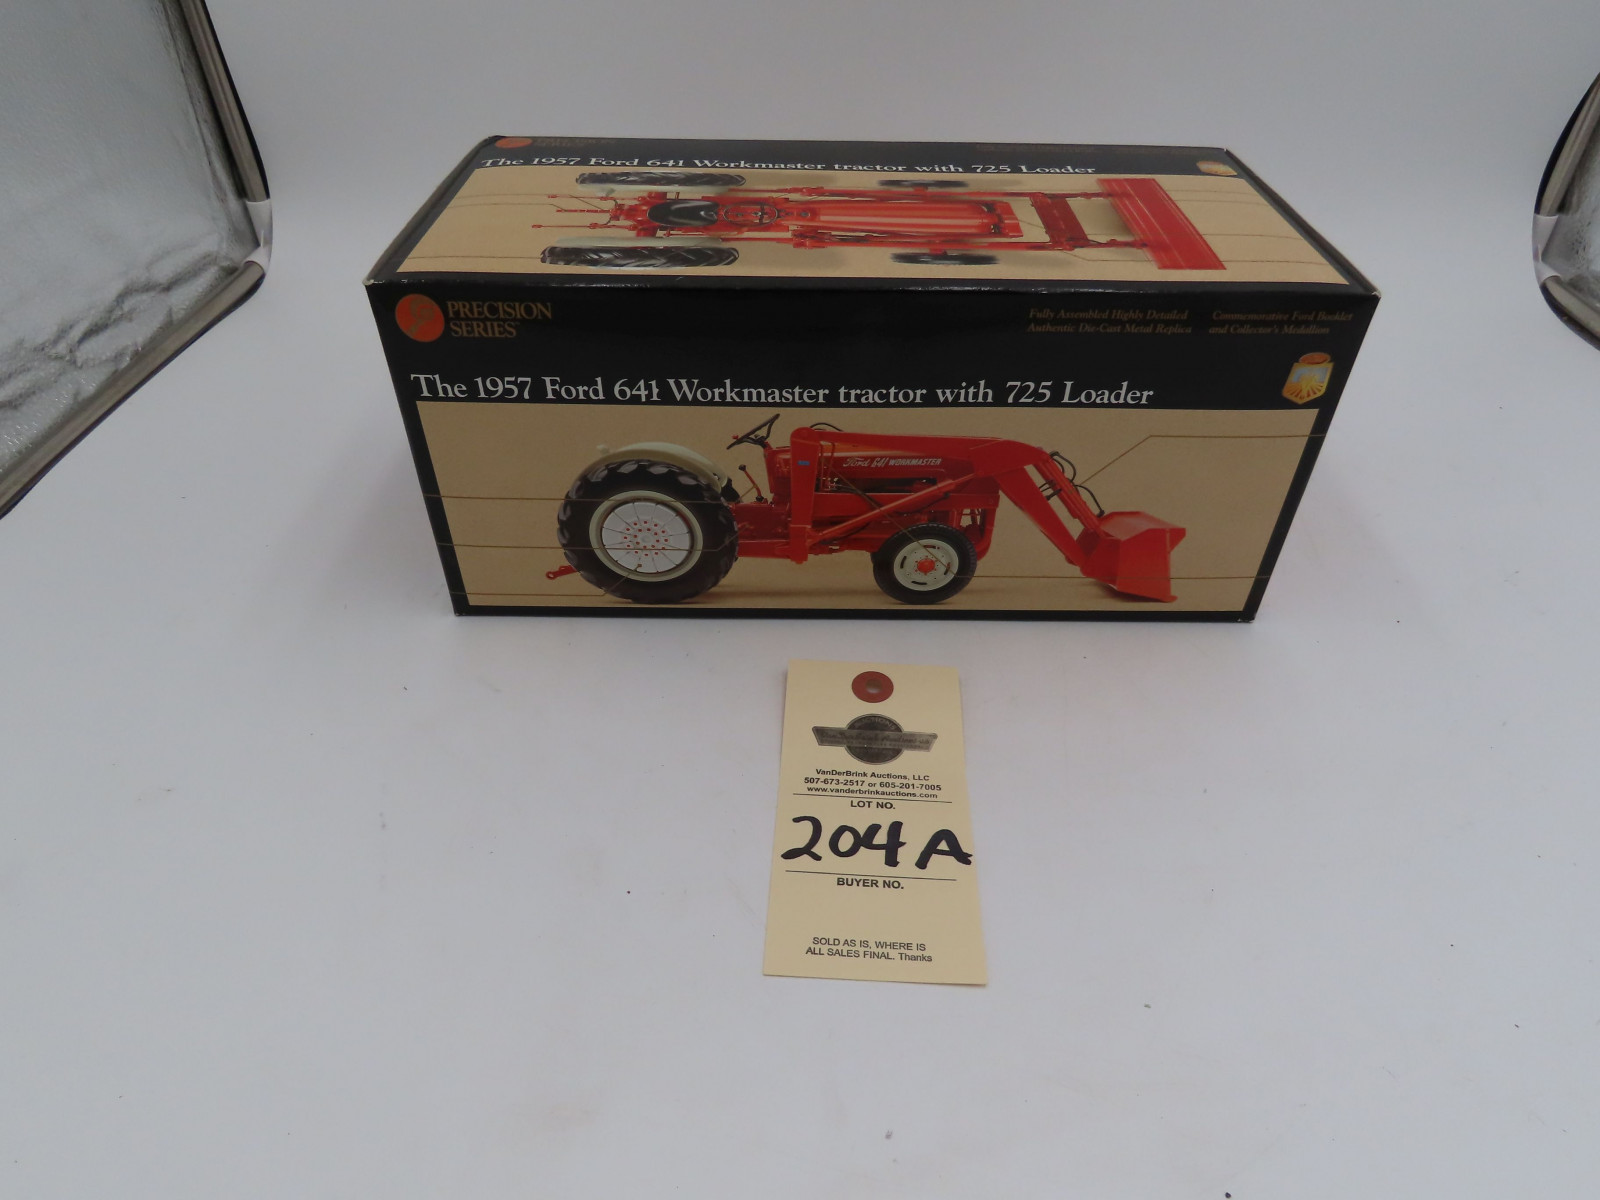 The 1957 Ford 641 Workmaster tractor with 725 Loader
PRECISION
SERIES
Fully Assembled Highly Detailed
Authentic Die-Cast Metal Replica
Commemorative Ford Booklet
and Collector's Medallion
The 1957 Ford 641 Workmaster tractor with 725 Loader
Ford 641 WORKMASTER
VanDerBrink Auctions, LLC
507-673-2517 or 605-201-7005
www.vanderbrinkauctions.com
LOT NO.
204A
BUYER NO.
SOLD AS IS, WHERE IS
ALL SALES FINAL. Thanks